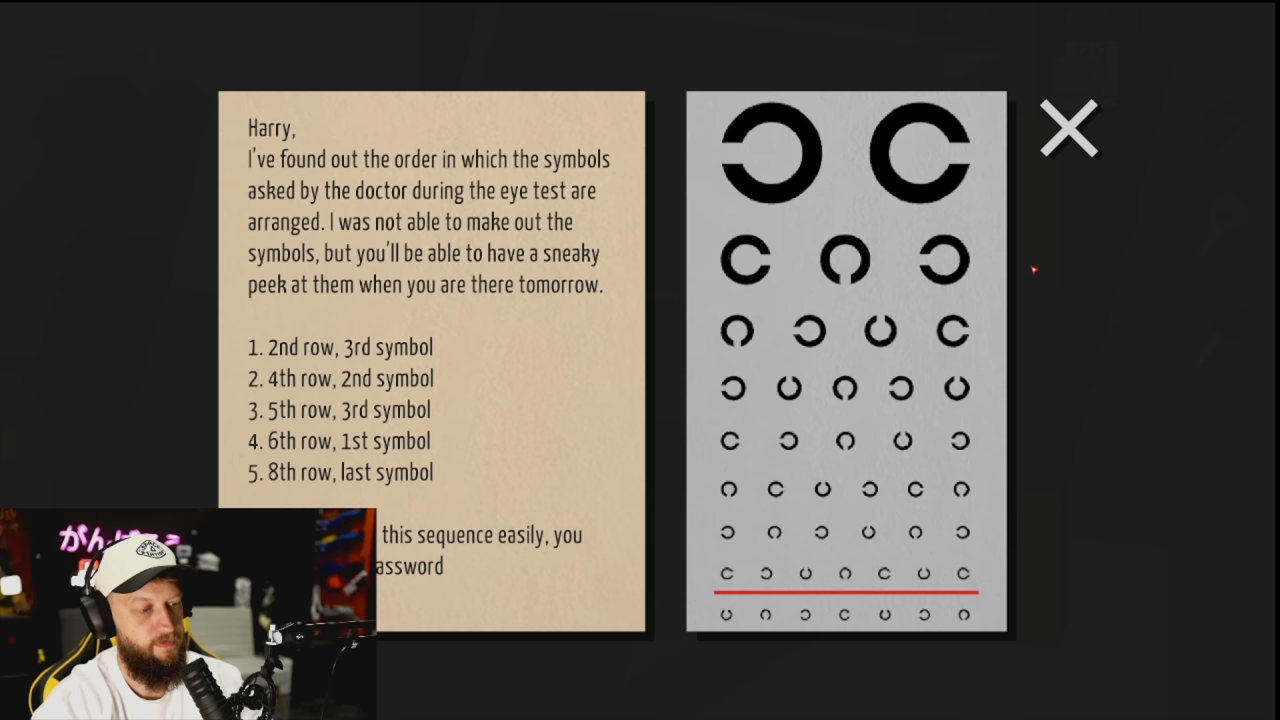 Harry,
I've found out the order in which the symbols
asked by the doctor during the eye test are
arranged. I was not able to make out the
symbols, but you'll be able to have a sneaky
peek at them when you are there tomorrow.
1. 2nd row, 3rd symbol
2. 4th row, 2nd symbol
3. 5th row, 3rd symbol
4. 6th row, 1st symbol
5. 8th row, last symbol
this sequence easily, you
assword